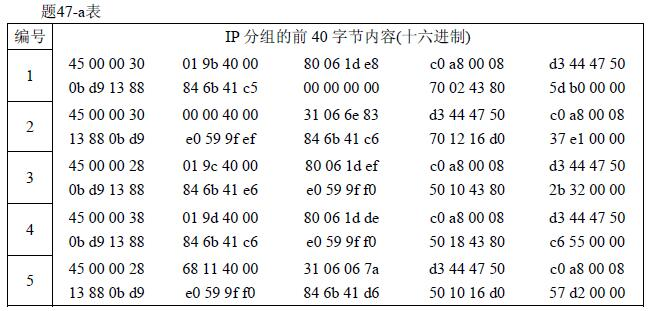 题47-a表
编号 IP 分组的前 40 字节内容(十六进制)
1 45 00 00 30 01 9b 40 00 80 06 1d e8 c0 a8 00 08 d3 44 47 50
0b d9 13 88 84 6b 41 c5 00 00 00 00 70 02 43 80 5d b0 00 00
2 45 00 00 30 00 00 40 00 31 06 6e 83 d3 44 47 50 c0 a8 00 08
13 88 0b d9 e0 59 9f ef 84 6b 41 c6 70 12 16 d0 37 e1 00 00
3 45 00 00 28 01 9c 40 00 80 06 1d ef c0 a8 00 08 d3 44 47 50
0b d9 13 88 84 6b 41 e6 e0 59 9f f0 50 10 43 80 2b 32 00 00
4 45 00 00 38 01 9d 40 00 80 06 1d de c0 a8 00 08 d3 44 47 50
0b d9 13 88 84 6b 41 c6 e0 59 9f f0 50 18 43 80 c6 55 00 00
5 45 00 00 28 68 11 40 00 31 06 06 7a d3 44 47 50 c0 a8 00 08
13 88 0b d9 e0 59 9f f0 84 6b 41 d6 50 10 16 d0 57 d2 00 00